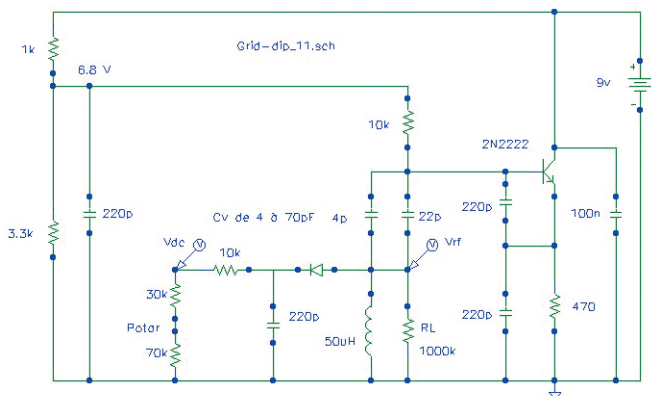 1k
Grid-dip_11.sch
6.8 V
9v
10k
2N2222
3.3k
220p
Cv de 4 à 70pF
4p
22p
220p
100n
Vdc
10k
Vrf
30k
Potar
70k
220p
50uH
RL
1000k
220p
470
V
V
+
-